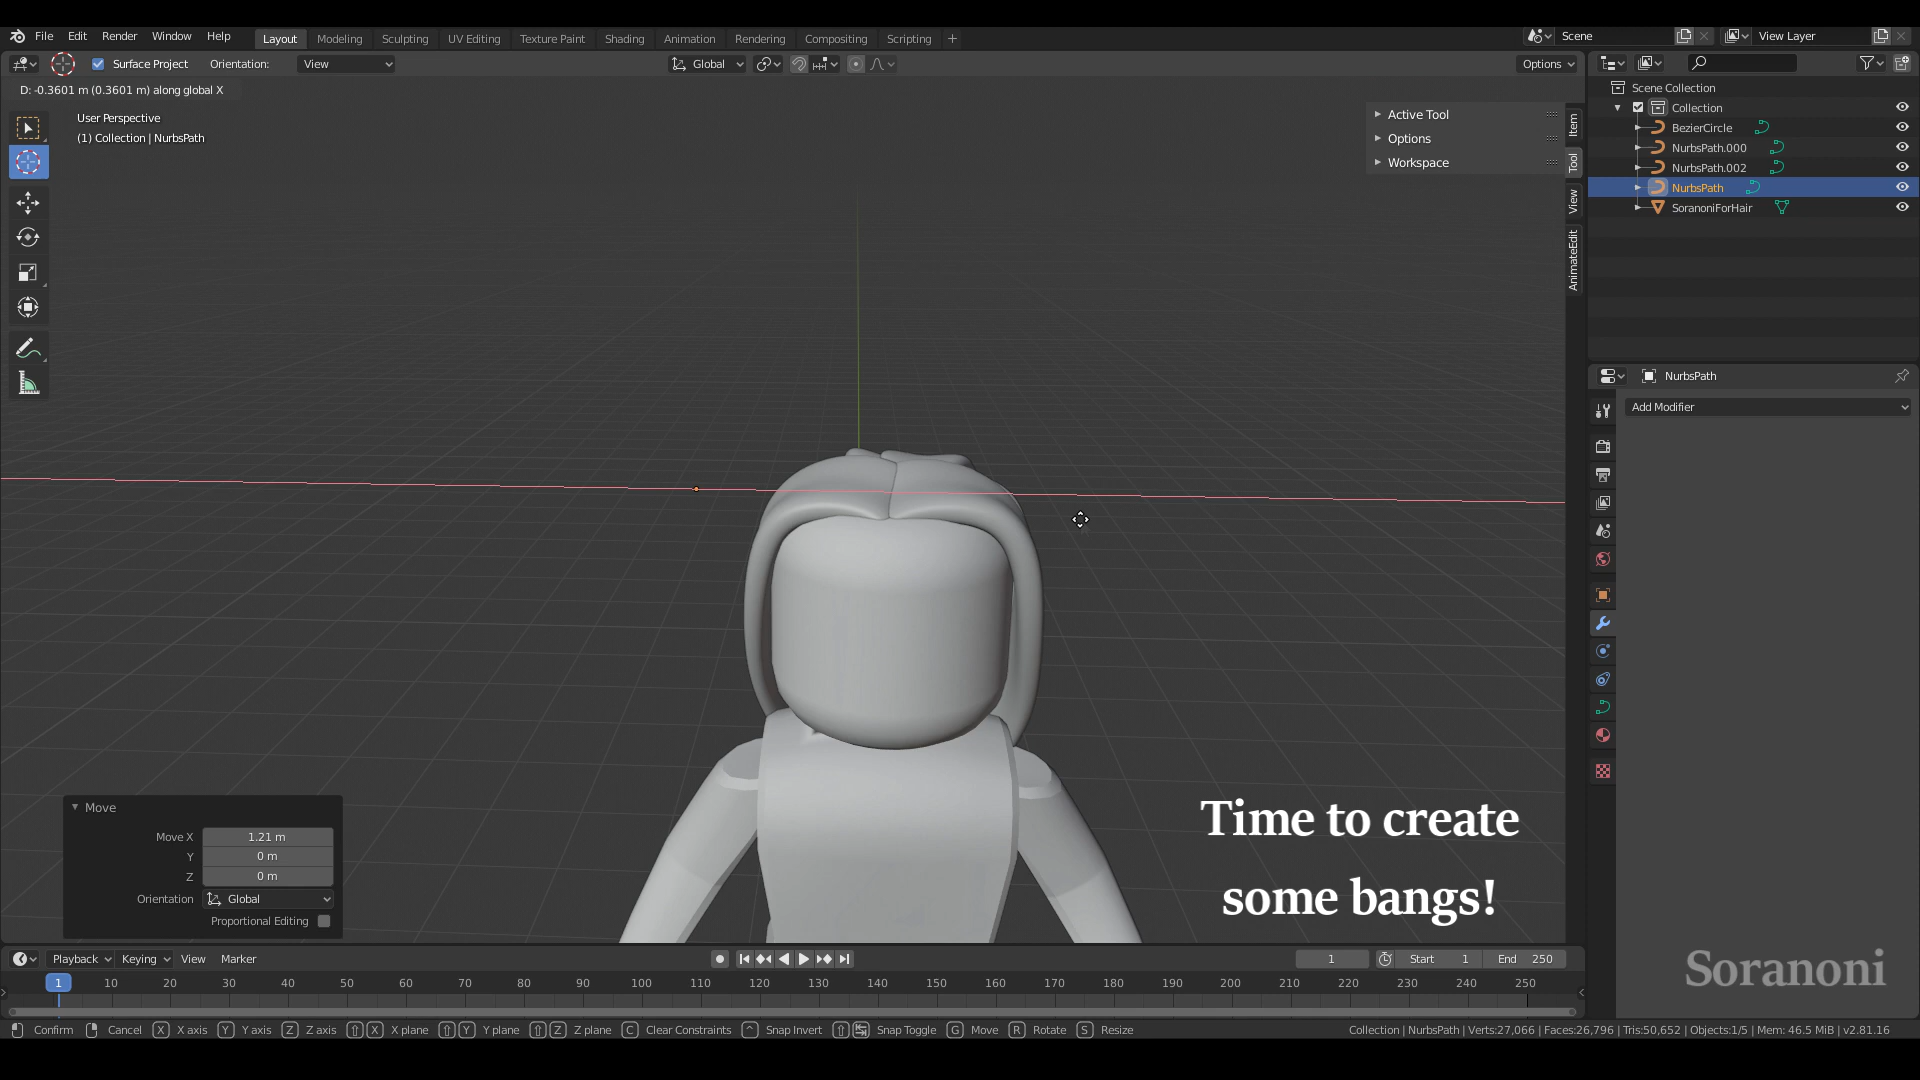 File Edit Render Window Help Layout Modeling Sculpting UV Editing Texture Paint Shading Animation Rendering Compositing Scripting + Scene View Layer
Surface Project Orientation: View Global Options
D: -0.3601 m (0.3601 m) along global X
User Perspective
(1) Collection | NurbsPath
Active Tool
Options
Workspace
Item
Tool
View
AnimateEdit
Scene Collection
Collection
BezierCircle
NurbsPath.000
NurbsPath.002
NurbsPath
SoranoniForHair
NurbsPath
Add Modifier
Move
Move X 1.21 m
Y 0 m
Z 0 m
Orientation Global
Proportional Editing
Time to create
some bangs!
Soranoni
Playback Keying View Marker 1 Start 1 End 250
1 10 20 30 40 50 60 70 80 90 100 110 120 130 140 150 160 170 180 190 200 210 220 230 240 250
Confirm Cancel X X axis Y Y axis Z Z axis X X plane Y Y plane Z Z plane C Clear Constraints ^ Snap Invert Snap Toggle G Move R Rotate S Resize Collection | NurbsPath | Verts:27,066 | Faces:26,796 | Tris:50,652 | Objects:1/5 | Mem: 46.5 MiB | v2.81.16